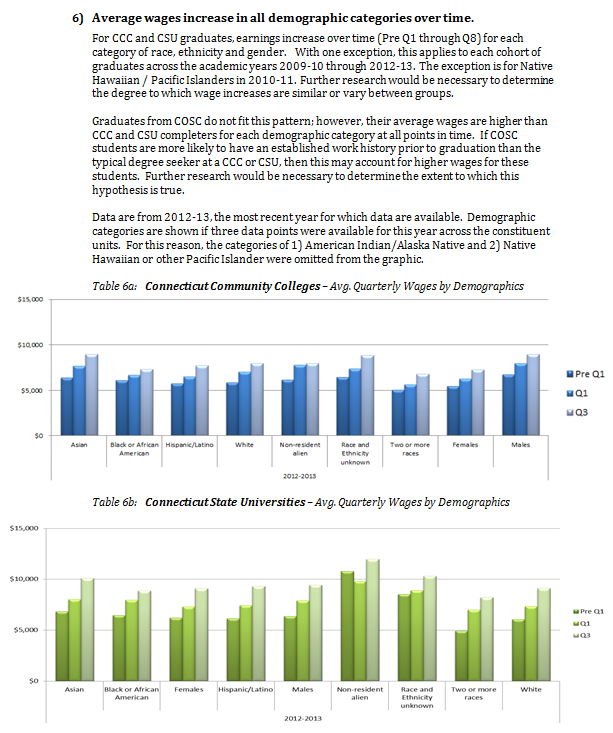 6) Average wages increase in all demographic categories over time.
For CCC and CSU graduates, earnings increase over time (Pre Q1 through Q8) for each
category of race, ethnicity and gender. With one exception, this applies to each cohort of
graduates across the academic years 2009-10 through 2012-13. The exception is for Native
Hawaiian / Pacific Islanders in 2010-11. Further research would be necessary to determine
the degree to which wage increases are similar or vary between groups.
Graduates from COSC do not fit this pattern; however, their average wages are higher than
CCC and CSU completers for each demographic category at all points in time. If COSC
students are more likely to have an established work history prior to graduation than the
typical degree seeker at a CCC or CSU, then this may account for higher wages for these
students. Further research would be necessary to determine the extent to which this
hypothesis is true.
Data are from 2012-13, the most recent year for which data are available. Demographic
categories are shown if three data points were available for this year across the constituent
units. For this reason, the categories of 1) American Indian/Alaska Native and 2) Native
Hawaiian or other Pacific Islander were omitted from the graphic.
Table 6a: Connecticut Community Colleges – Avg. Quarterly Wages by Demographics
$15,000
$10,000
$5,000
$0
Pre Q1
Q1
Q3
Asian
Black or African
American
Hispanic/Latino
White
Non-resident
alien
Race and
Ethnicity
unknown
Two or more
races
Females
Males
2012-2013
Table 6b: Connecticut State Universities – Avg. Quarterly Wages by Demographics
$15,000
$10,000
$5,000
$0
Pre Q1
Q1
Q3
Asian
Black or African
American
Females
Hispanic/Latino
Males
Non-resident
alien
Race and
Ethnicity
unknown
Two or more
races
White
2012-2013